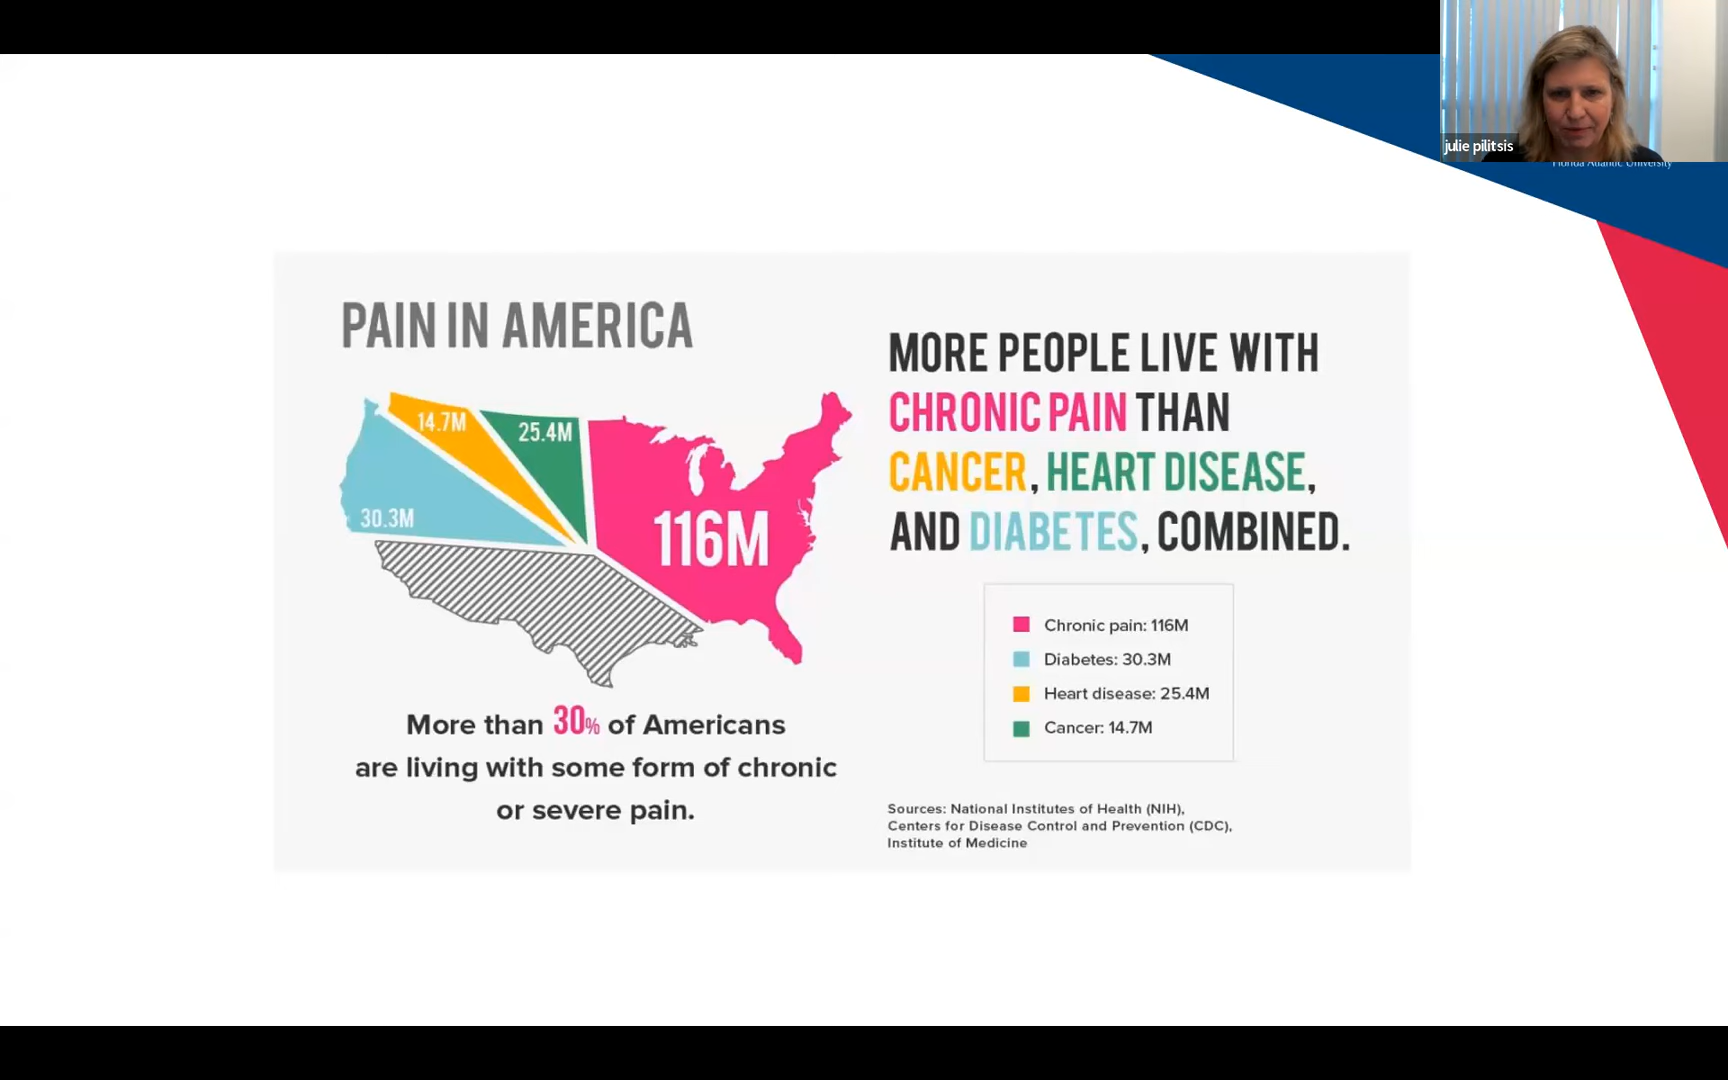 julie pilitsis
Florida Atlantic University
PAIN IN AMERICA
14.7M
25.4M
30.3M
116M
More than 30% of Americans
are living with some form of chronic
or severe pain.
MORE PEOPLE LIVE WITH
CHRONIC PAIN THAN
CANCER, HEART DISEASE,
AND DIABETES, COMBINED.
Chronic pain: 116M
Diabetes: 30.3M
Heart disease: 25.4M
Cancer: 14.7M
Sources: National Institutes of Health (NIH),
Centers for Disease Control and Prevention (CDC),
Institute of Medicine